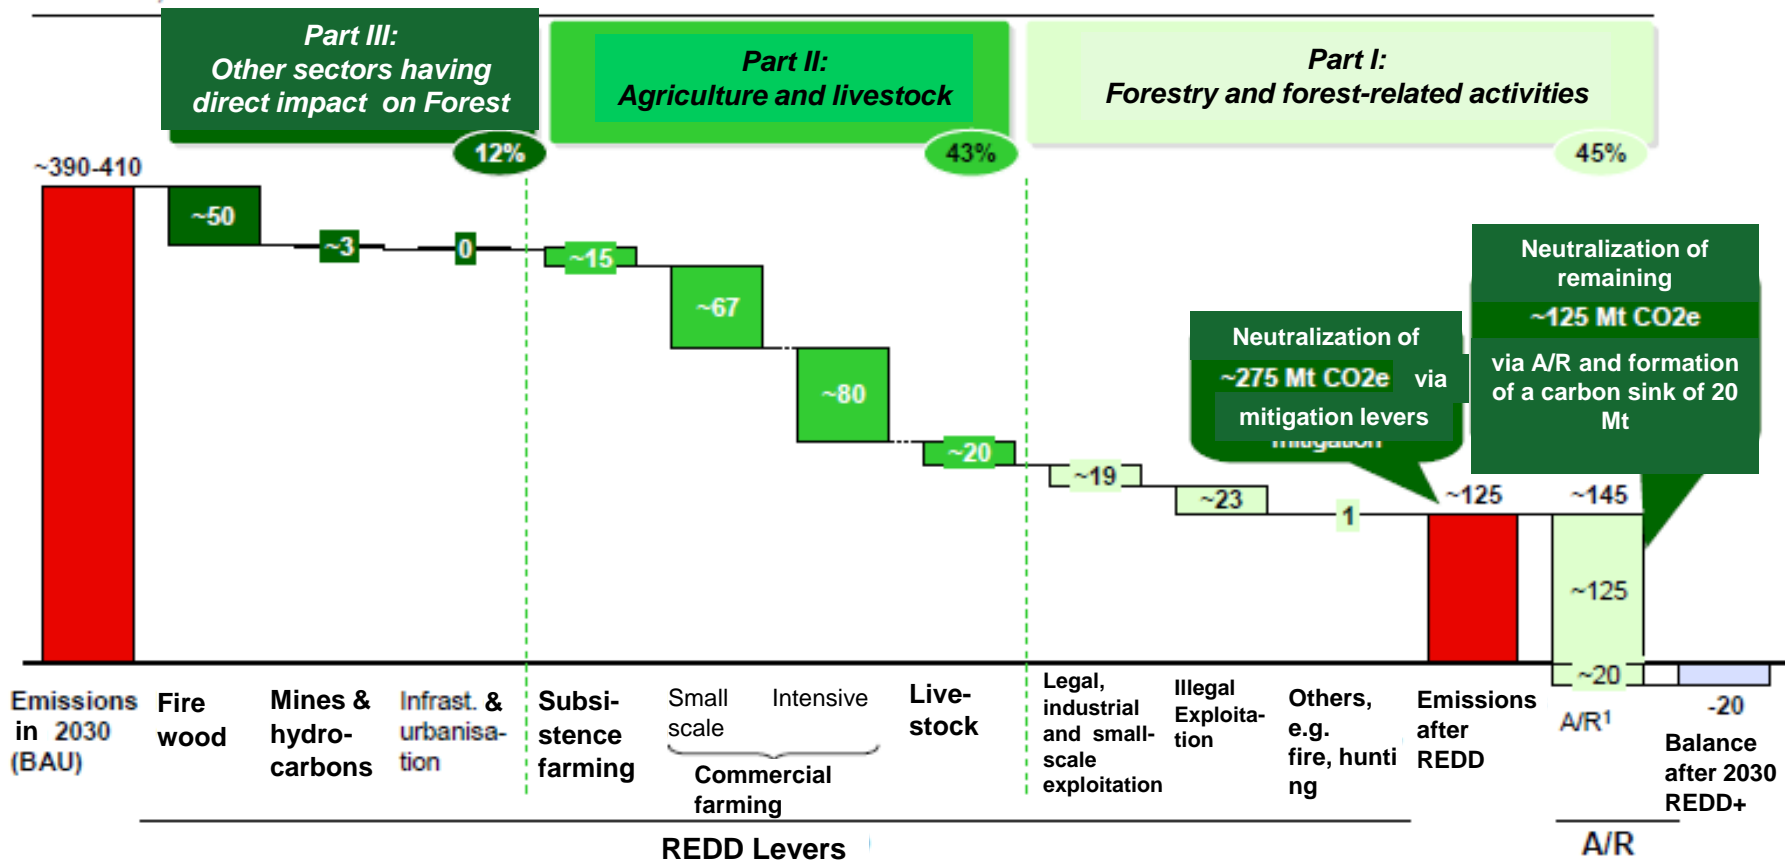 Part III:
Other sectors having
direct impact on Forest
12%
Part II:
Agriculture and livestock
43%
Part I:
Forestry and forest-related activities
45%
~390-410
~50
~3
0
~15
~67
~80
~20
~19
~23
1
Neutralization of
~275 Mt CO2e via
mitigation levers
mitigation
Neutralization of
remaining
~125 Mt CO2e
via A/R and formation
of a carbon sink of 20
Mt
~125
~145
~125
~20
-20
Emissions
in 2030
(BAU)
Fire
wood
Mines &
hydro-
carbons
Infrast. &
urbanisa-
tion
Subsi-
stence
farming
Small
scale
Intensive
Commercial
farming
Live-
stock
Legal,
industrial
and small-
scale
exploitation
Illegal
Exploita-
tion
Others,
e.g.
fire, hunti
ng
Emissions
after
REDD
A/R¹
Balance
after 2030
REDD+
REDD Levers
A/R